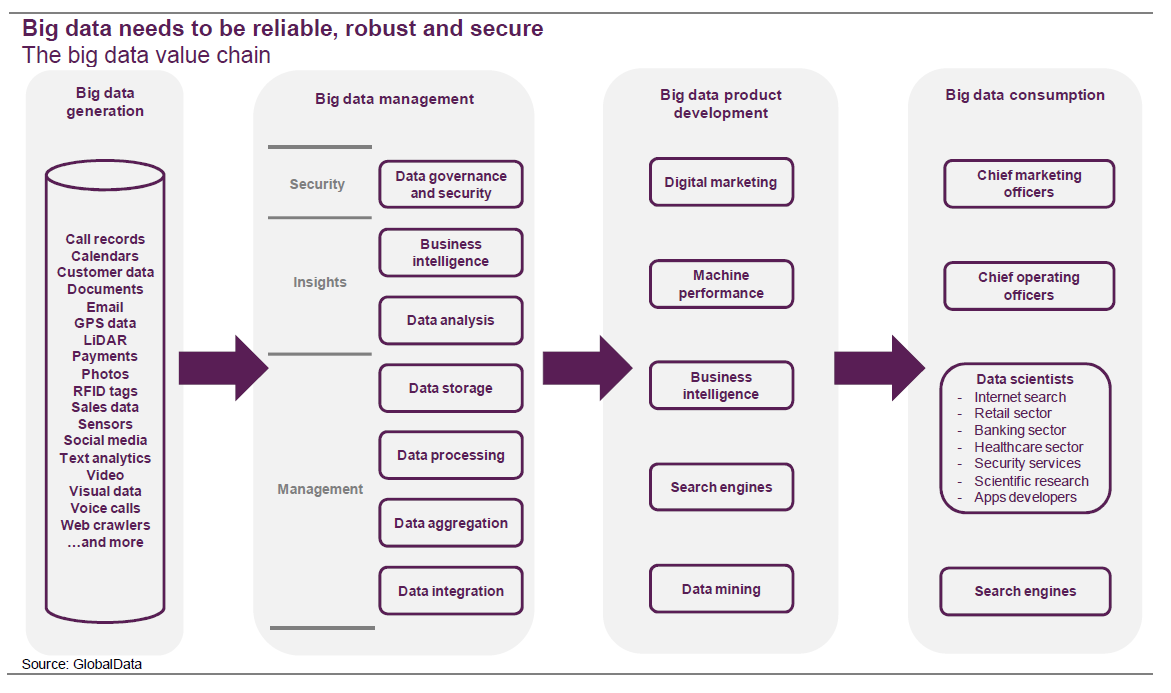 Big data needs to be reliable, robust and secure
The big data value chain
Big data
generation
Call records
Calendars
Customer data
Documents
Email
GPS data
LiDAR
Payments
Photos
RFID tags
Sales data
Sensors
Social media
Text analytics
Video
Visual data
Voice calls
Web crawlers
…and more
Big data management
Security
Data governance
and security
Insights
Business
intelligence
Data analysis
Management
Data storage
Data processing
Data aggregation
Data integration
Big data product
development
Digital marketing
Machine
performance
Business
intelligence
Search engines
Data mining
Big data consumption
Chief marketing
officers
Chief operating
officers
Data scientists
- Internet search
- Retail sector
- Banking sector
- Healthcare sector
- Security services
- Scientific research
- Apps developers
Search engines
Source: GlobalData